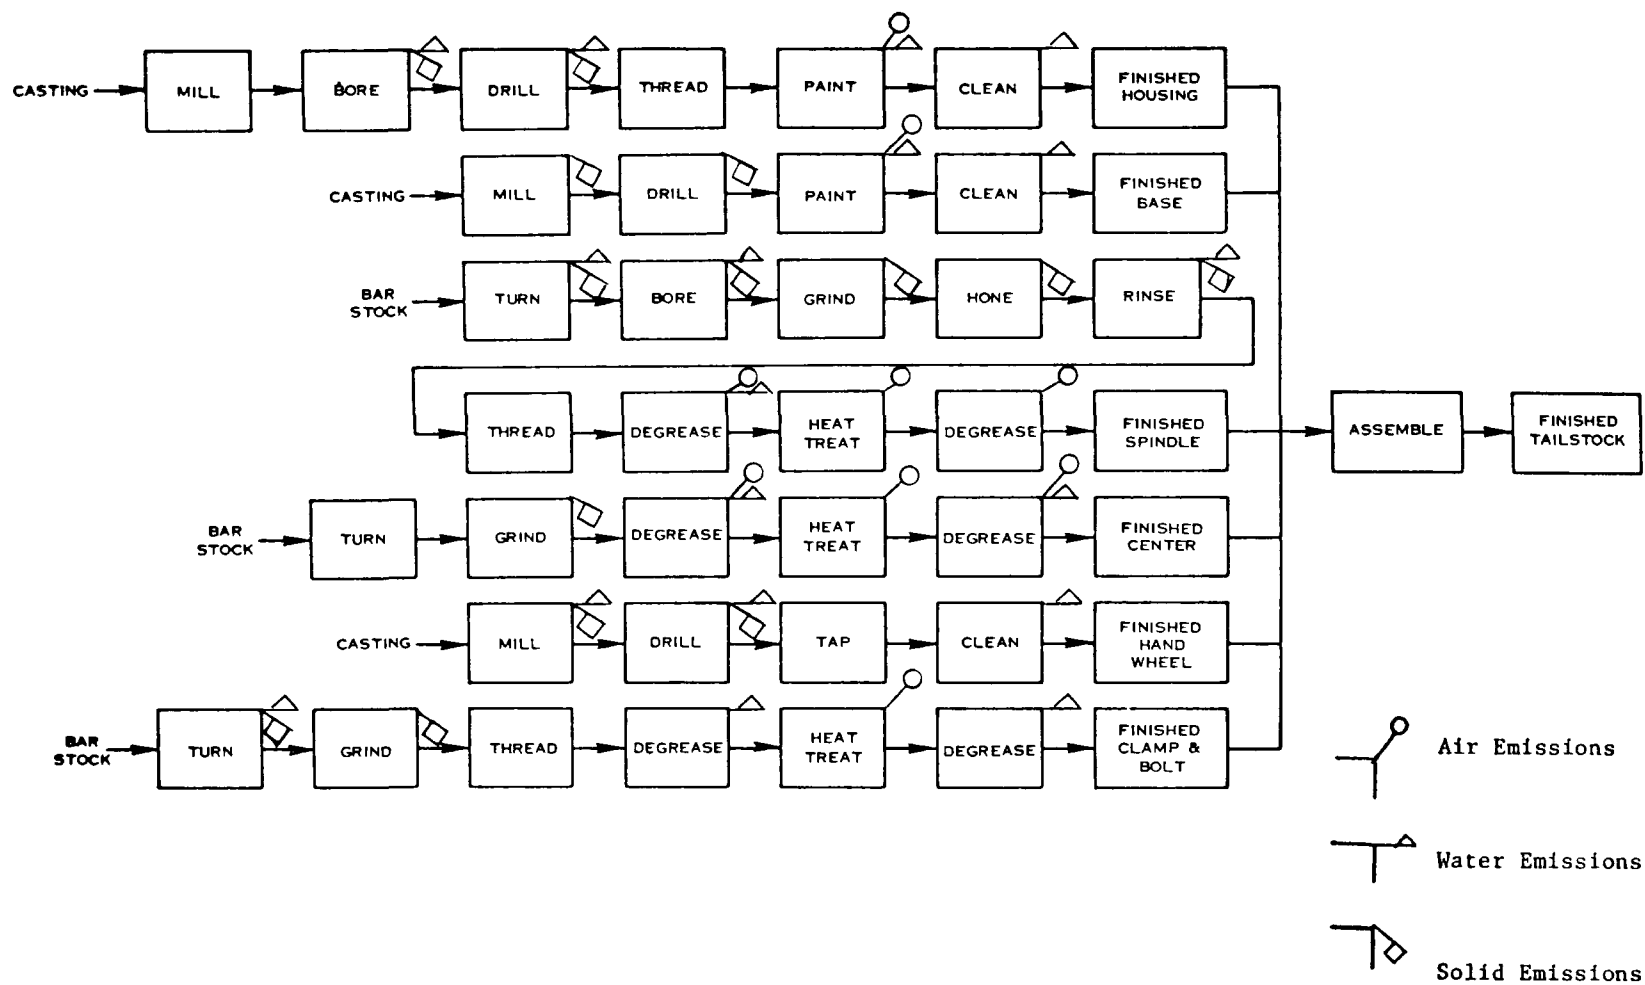 CASTING
MILL
BORE
DRILL
THREAD
PAINT
CLEAN
FINISHED
HOUSING
CASTING
MILL
DRILL
PAINT
CLEAN
FINISHED
BASE
BAR
STOCK
TURN
BORE
GRIND
HONE
RINSE
THREAD
DEGREASE
HEAT
TREAT
DEGREASE
FINISHED
SPINDLE
ASSEMBLE
FINISHED
TAILSTOCK
BAR
STOCK
TURN
GRIND
DEGREASE
HEAT
TREAT
DEGREASE
FINISHED
CENTER
CASTING
MILL
DRILL
TAP
CLEAN
FINISHED
HAND
WHEEL
BAR
STOCK
TURN
GRIND
THREAD
DEGREASE
HEAT
TREAT
DEGREASE
FINISHED
CLAMP &
BOLT
Air Emissions
Water Emissions
Solid Emissions